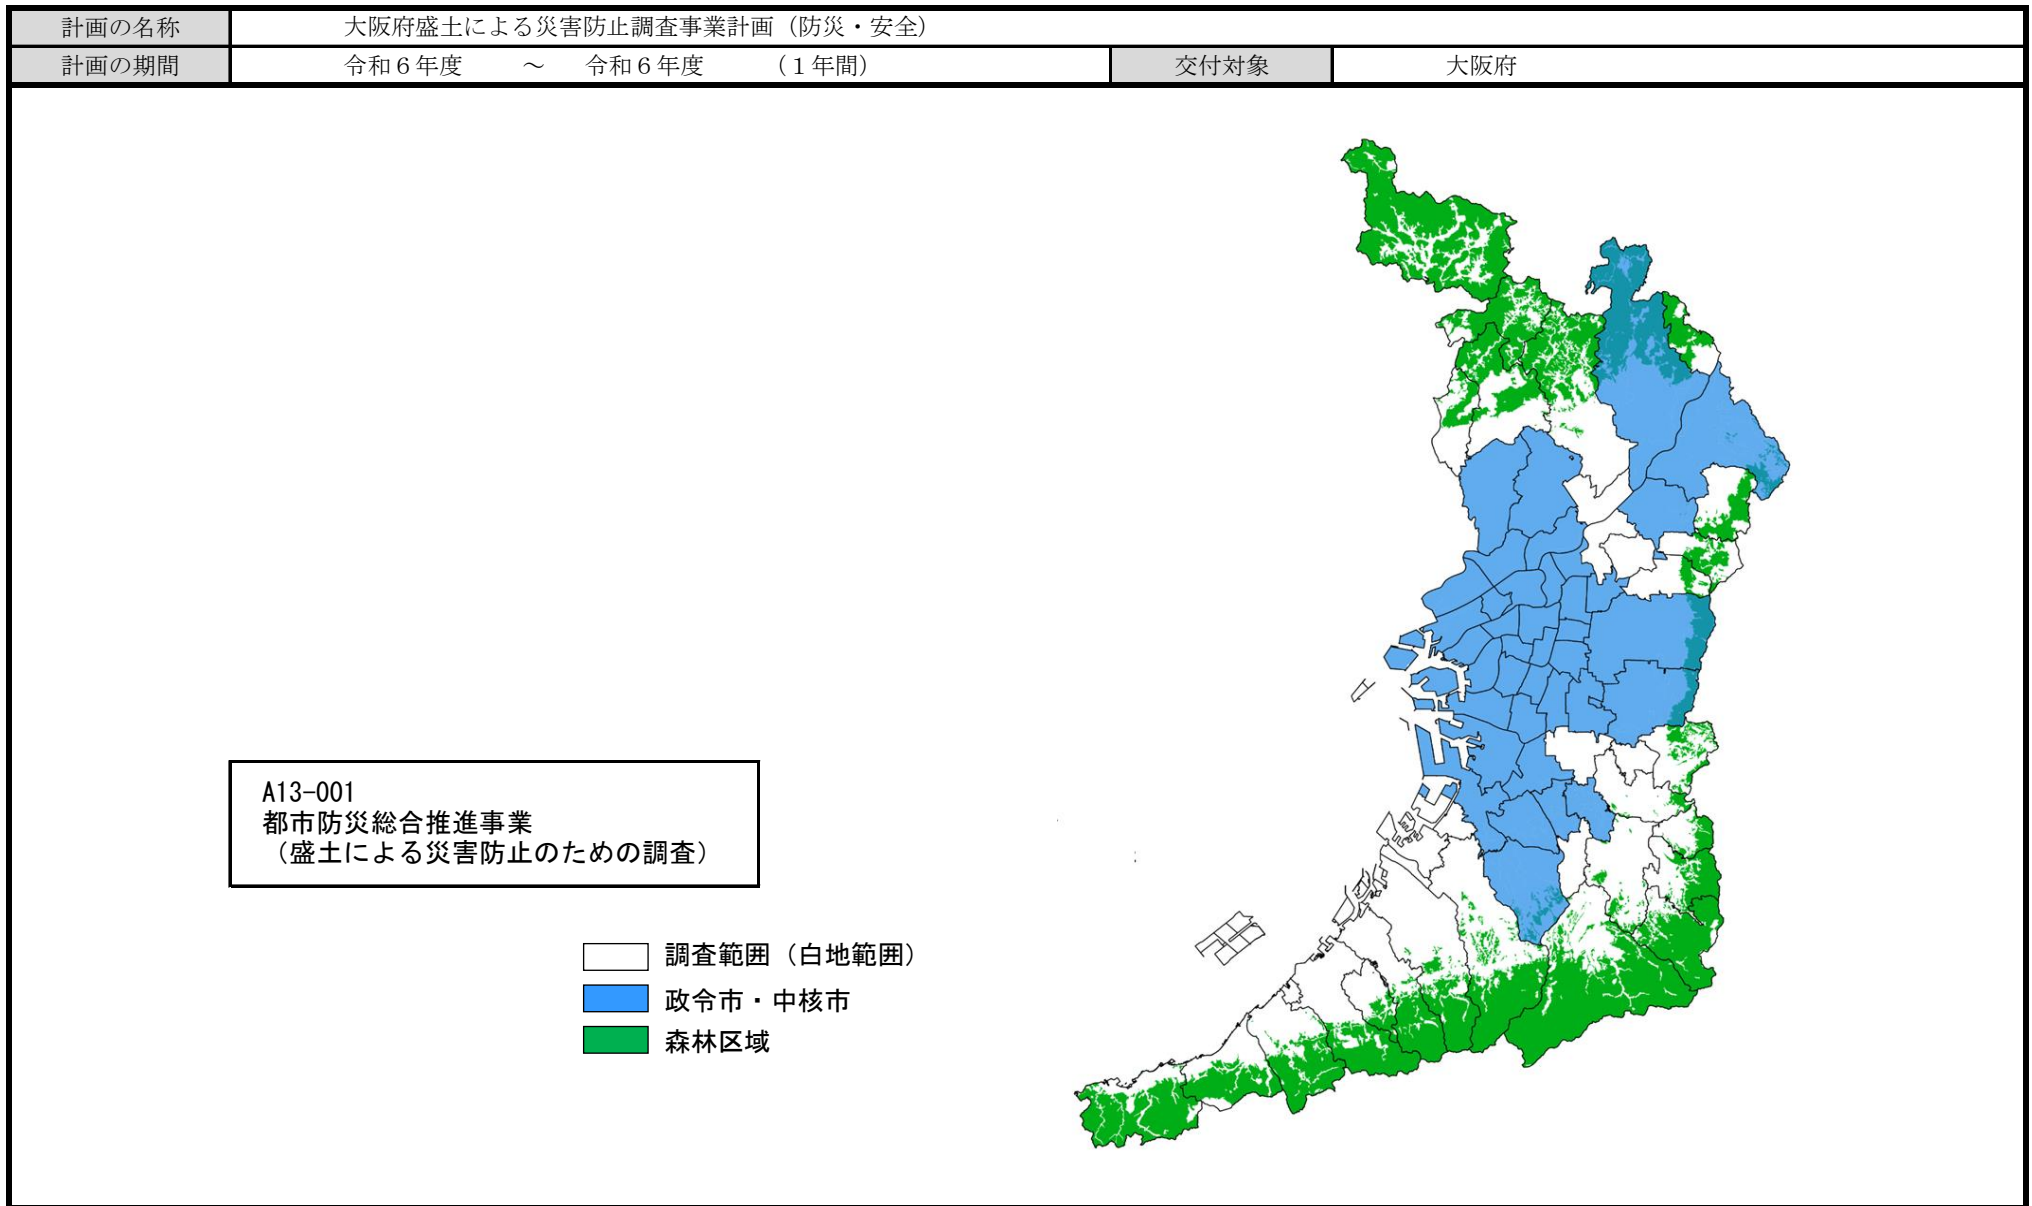 計画の名称 大阪府盛土による災害防止調査事業計画（防災・安全）
計画の期間 令和６年度 ～ 令和６年度 （１年間） 交付対象 大阪府
A13-001
都市防災総合推進事業
（盛土による災害防止のための調査）
調査範囲（白地範囲）
政令市・中核市
森林区域